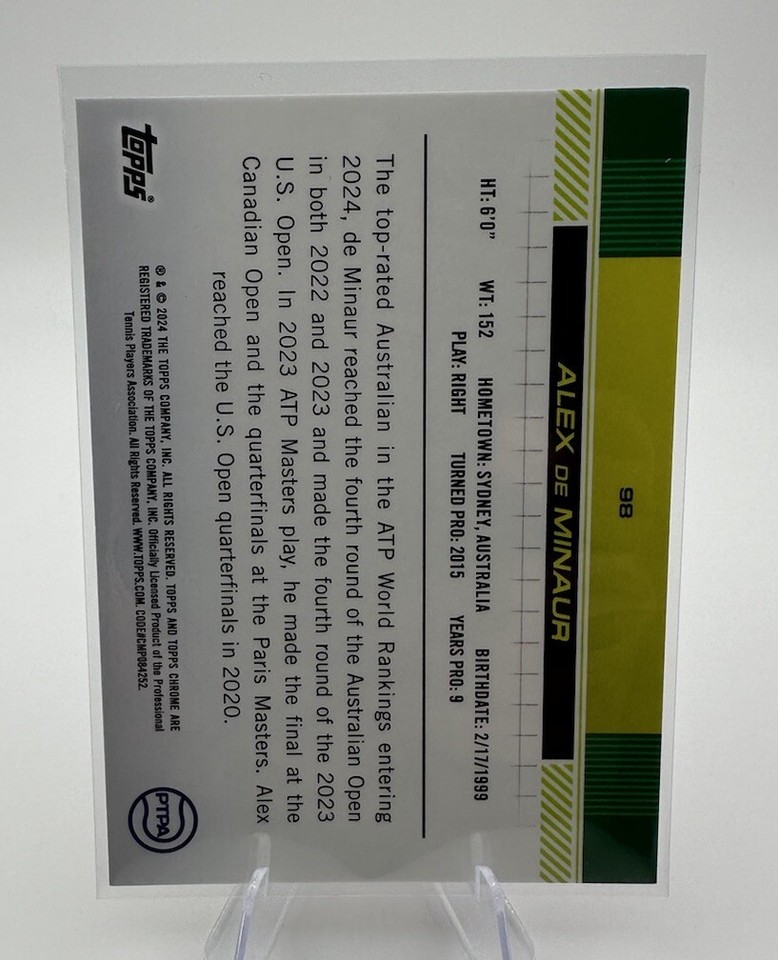 98
ALEX DE MINAUR
HT: 6'0" WT: 152 HOMETOWN: SYDNEY, AUSTRALIA BIRTHDATE: 2/17/1999
PLAY: RIGHT TURNED PRO: 2015 YEARS PRO: 9
The top-rated Australian in the ATP World Rankings entering
2024, de Minaur reached the fourth round of the Australian Open
in both 2022 and 2023 and made the fourth round of the 2023
U.S. Open. In 2023 ATP Masters play, he made the final at the
Canadian Open and the quarterfinals at the Paris Masters. Alex
reached the U.S. Open quarterfinals in 2020.
topps®
® & © 2024 THE TOPPS COMPANY, INC. ALL RIGHTS RESERVED. TOPPS AND TOPPS CHROME ARE
REGISTERED TRADEMARKS OF THE TOPPS COMPANY, INC. Officially Licensed Product of the Professional
Tennis Players Association. All Rights Reserved. WWW.TOPPS.COM. CODE#CMP084252
PTPA